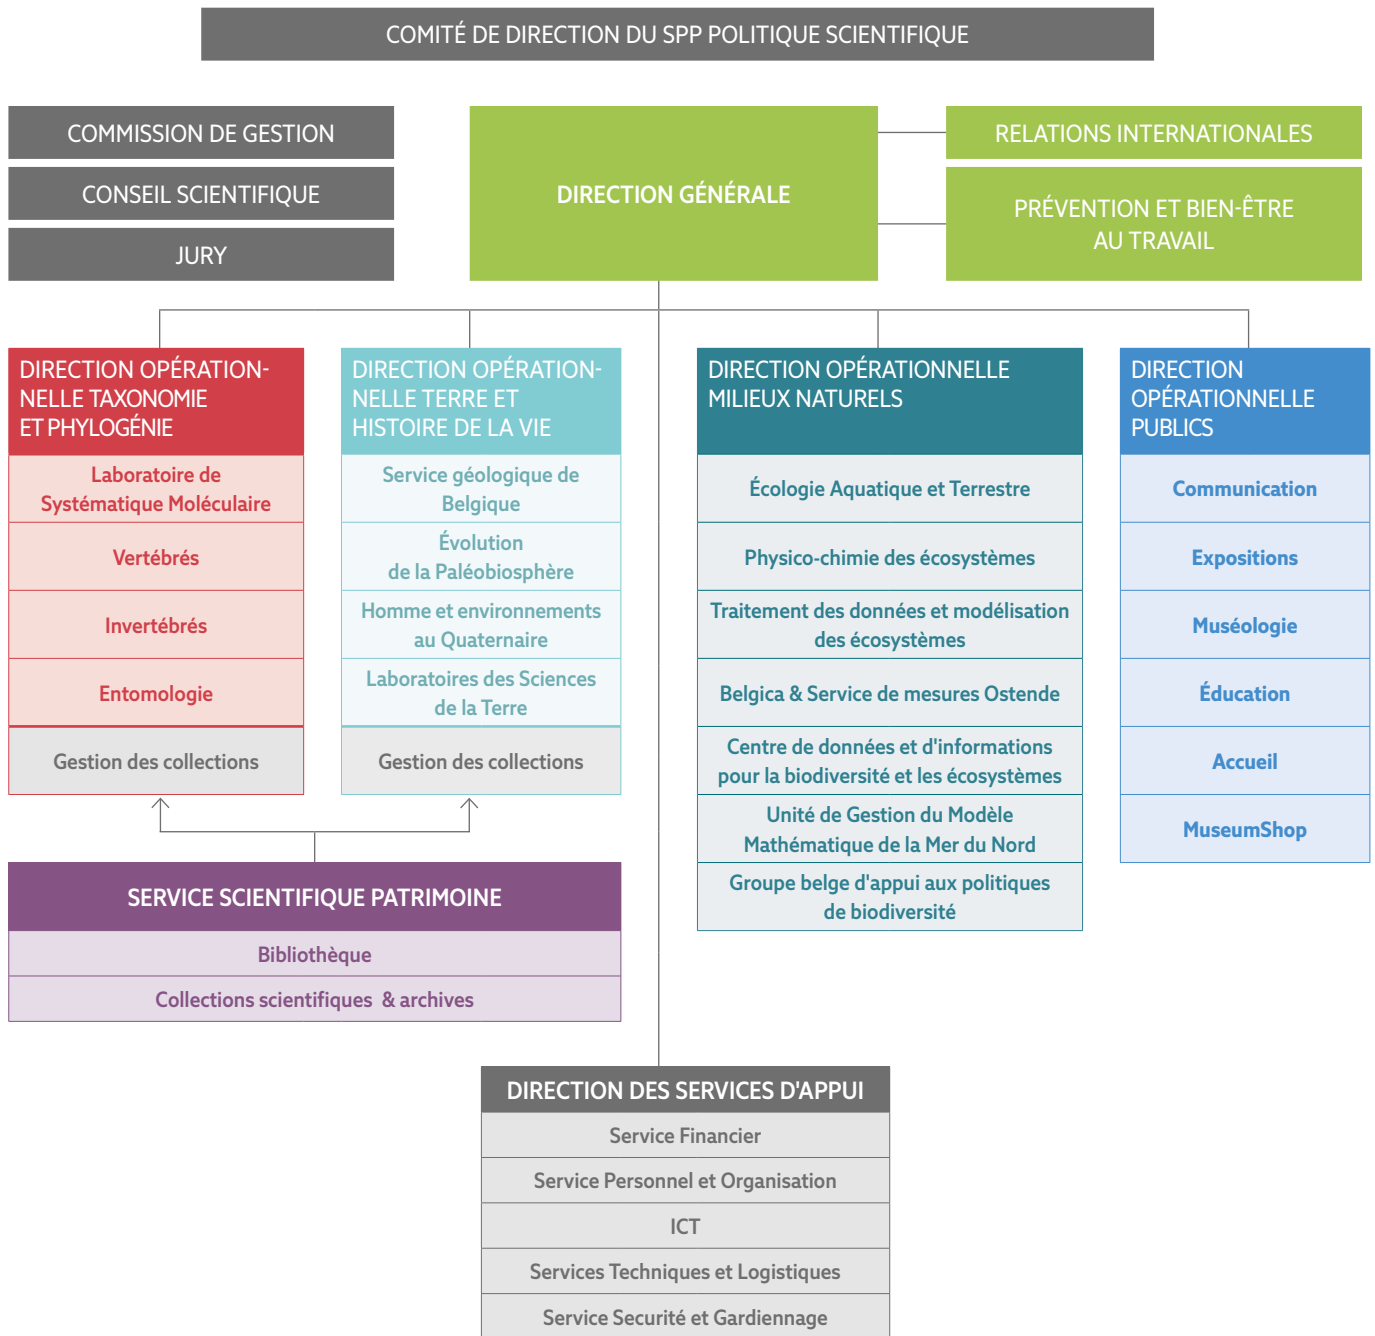 COMITÉ DE DIRECTION DU SPP POLITIQUE SCIENTIFIQUE
COMMISSION DE GESTION
CONSEIL SCIENTIFIQUE
JURY
DIRECTION GÉNÉRALE
RELATIONS INTERNATIONALES
PRÉVENTION ET BIEN-ÊTRE
AU TRAVAIL
DIRECTION OPÉRATION-
NELLE TAXONOMIE
ET PHYLOGÉNIE
Laboratoire de
Systématique Moléculaire
Vertébrés
Invertébrés
Entomologie
Gestion des collections
DIRECTION OPÉRATION-
NELLE TERRE ET
HISTOIRE DE LA VIE
Service géologique de
Belgique
Évolution
de la Paléobiosphère
Homme et environnements
au Quaternaire
Laboratoires des Sciences
de la Terre
Gestion des collections
DIRECTION OPÉRATIONNELLE
MILIEUX NATURELS
Écologie Aquatique et Terrestre
Physico-chimie des écosystèmes
Traitement des données et modélisation
des écosystèmes
Belgica & Service de mesures Ostende
Centre de données et d'informations
pour la biodiversité et les écosystèmes
Unité de Gestion du Modèle
Mathématique de la Mer du Nord
Groupe belge d'appui aux politiques
de biodiversité
DIRECTION
OPÉRATIONNELLE
PUBLICS
Communication
Expositions
Muséologie
Éducation
Accueil
MuseumShop
SERVICE SCIENTIFIQUE PATRIMOINE
Bibliothèque
Collections scientifiques & archives
DIRECTION DES SERVICES D'APPUI
Service Financier
Service Personnel et Organisation
ICT
Services Techniques et Logistiques
Service Securité et Gardiennage